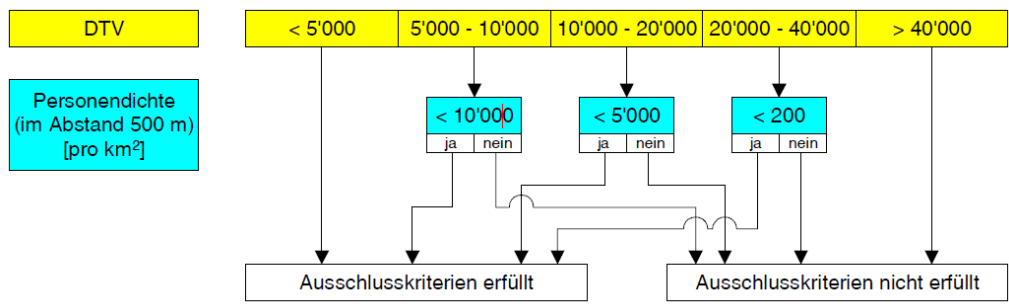 DTV
< 5'000
5'000 - 10'000
10'000 - 20'000
20'000 - 40'000
> 40'000
Personendichte
(im Abstand 500 m)
[pro km²]
< 10'000
< 5'000
< 200
ja
nein
ja
nein
ja
nein
Ausschlusskriterien erfüllt
Ausschlusskriterien nicht erfüllt